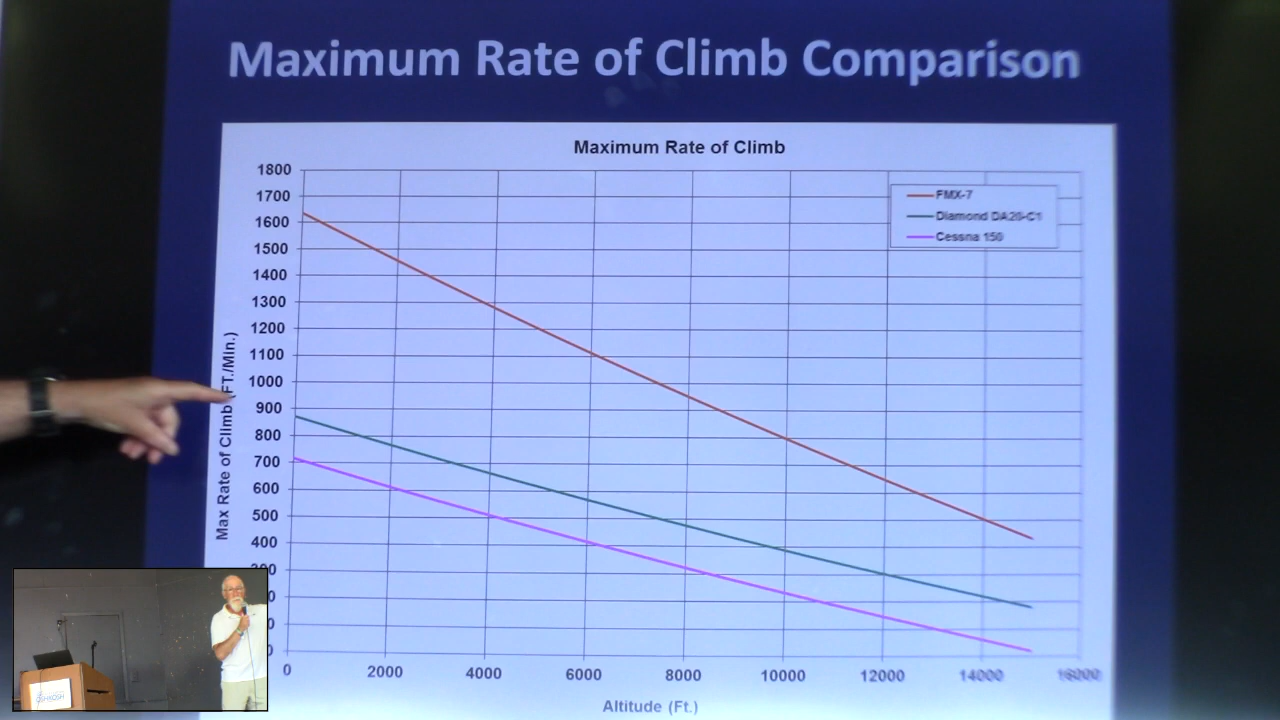 Maximum Rate of Climb Comparison
Maximum Rate of Climb
1800
1700
1600
1500
1400
1300
1200
1100
1000
900
800
700
600
500
400
0
FMX-7
Diamond DA20-C1
Cessna 150
Max Rate of Climb (FT./Min.)
0 2000 4000 6000 8000 10000 12000 14000 16000
Altitude (Ft.)
OSHKOSH